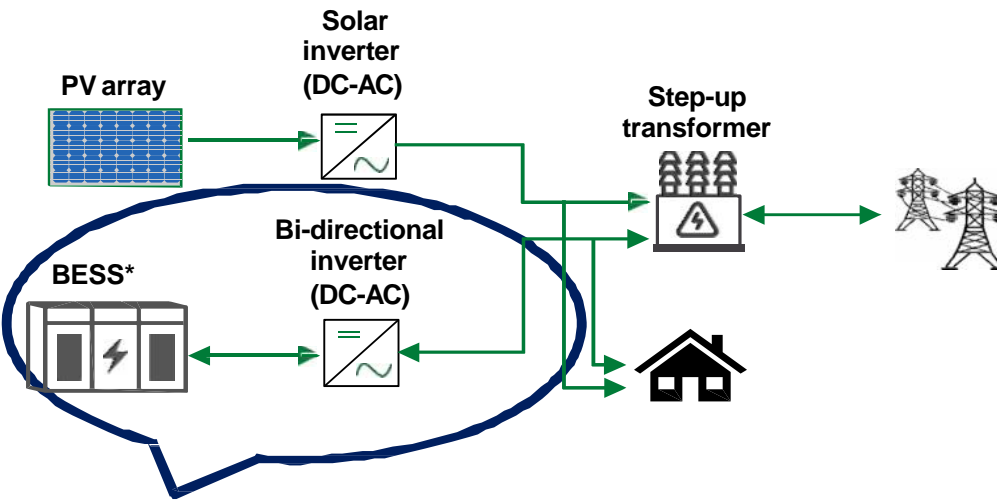 Solar
inverter
(DC-AC)
PV array
Step-up
transformer
Bi-directional
inverter
(DC-AC)
BESS*